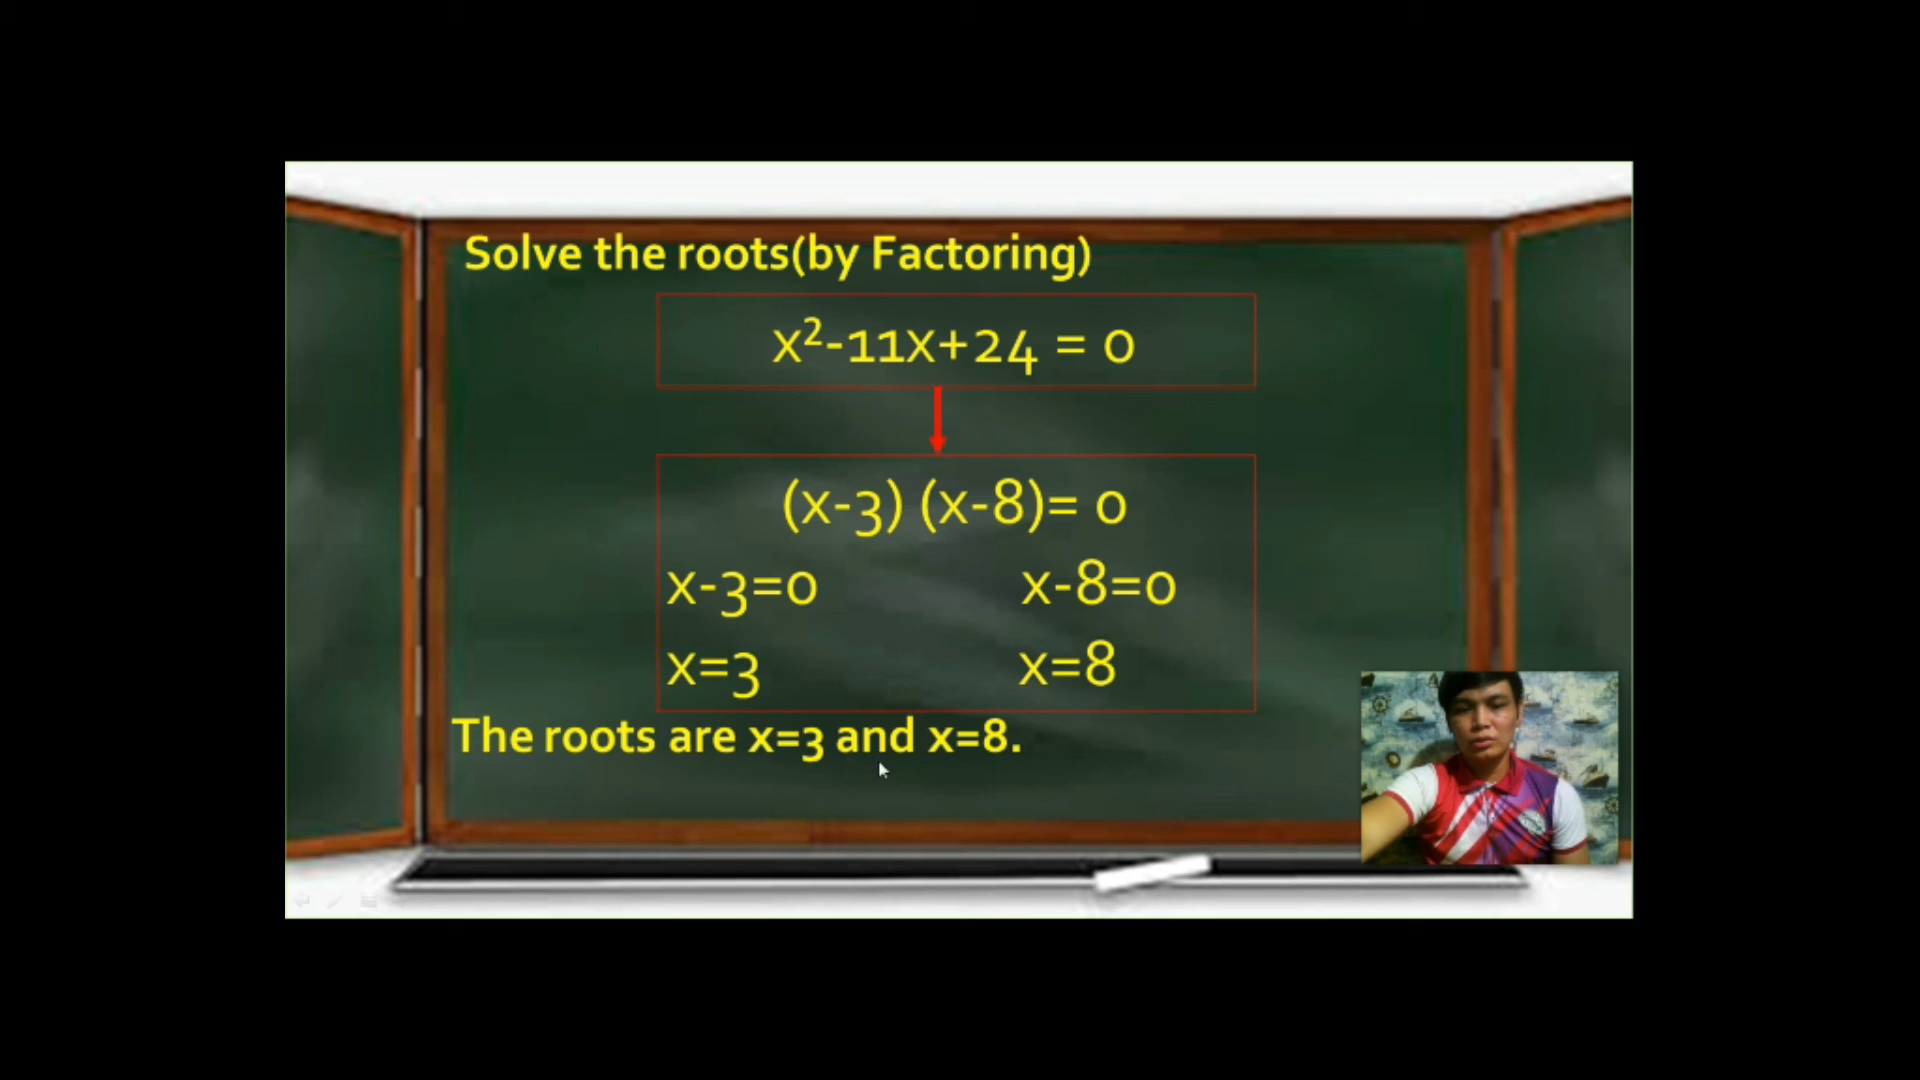 Solve the roots(by Factoring)
x²-11x+24 = 0
(x-3) (x-8)= 0
x-3=0 x-8=0
x=3 x=8
The roots are x=3 and x=8.